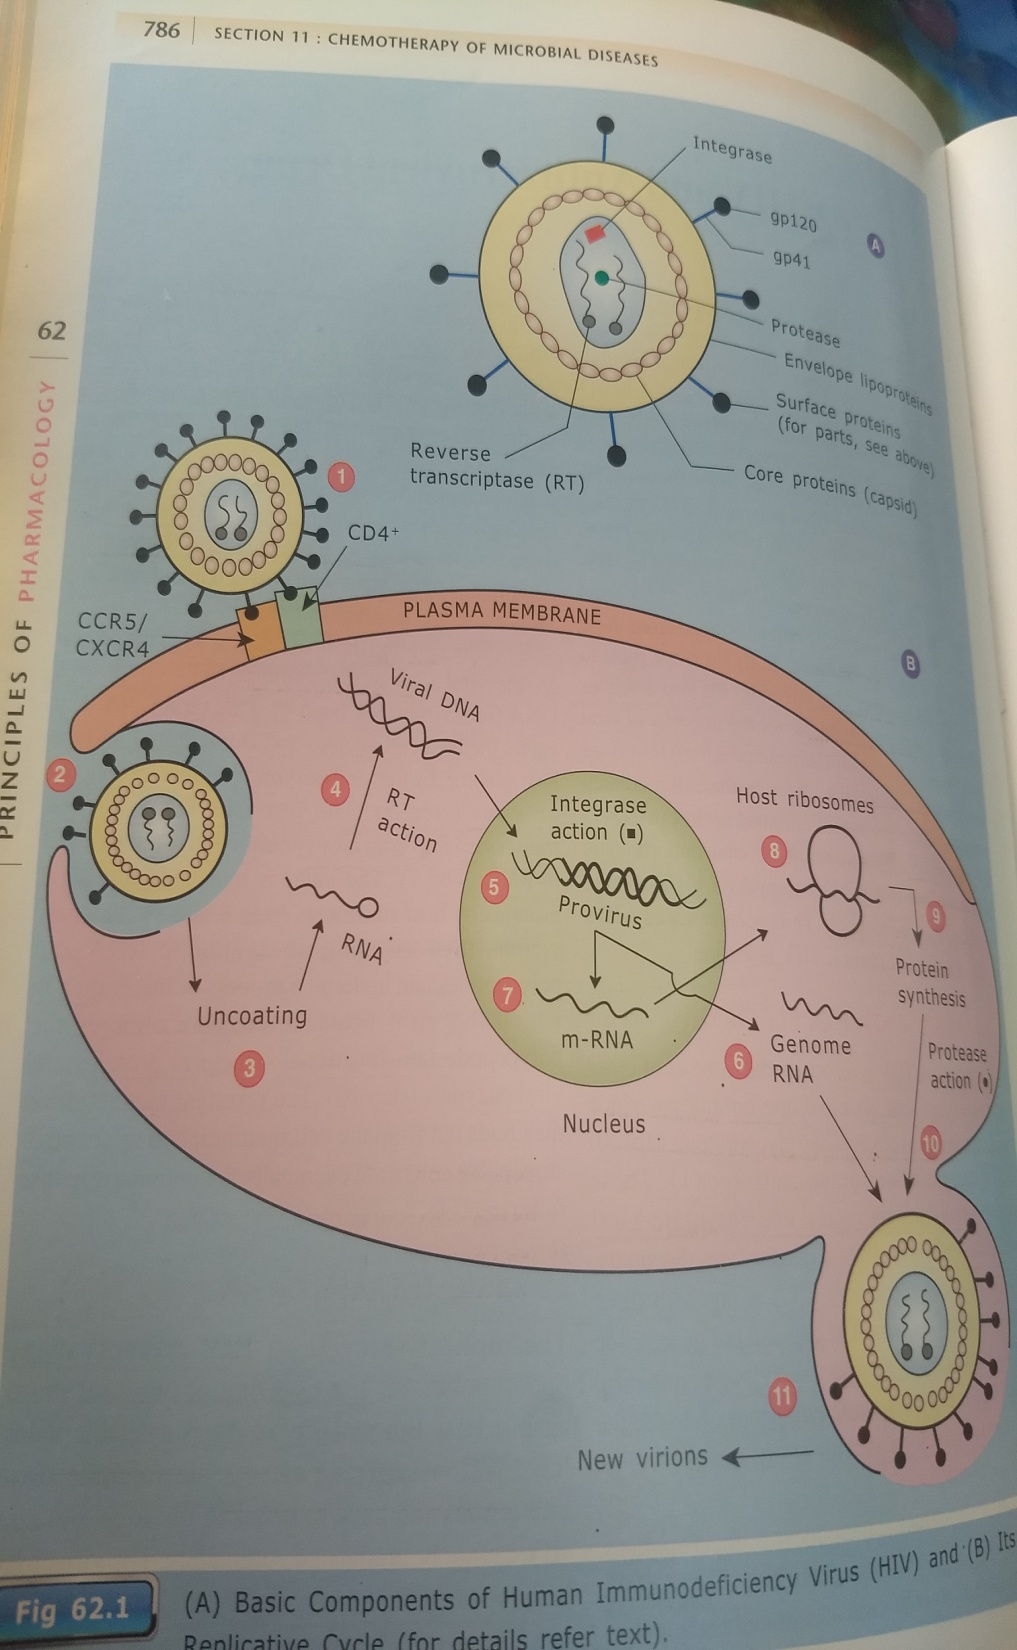 786 SECTION 11 : CHEMOTHERAPY OF MICROBIAL DISEASES
62
PRINCIPLES OF PHARMACOLOGY
A
Integrase
gp120
gp41
Protease
Envelope lipoproteins
Surface proteins
(for parts, see above)
Core proteins (capsid)
Reverse
transcriptase (RT)
1
CD4+
CCR5/
CXCR4
PLASMA MEMBRANE
B
2
Viral DNA
4
RT
action
RNA
Uncoating
3
Integrase
action (▪)
5
Provirus
7
m-RNA
Nucleus
Host ribosomes
8
9
Protein
synthesis
6
Genome
RNA
Protease
action (•)
10
11
New virions
Fig 62.1
(A) Basic Components of Human Immunodeficiency Virus (HIV) and (B) Its
Replicative Cycle (for details refer text).